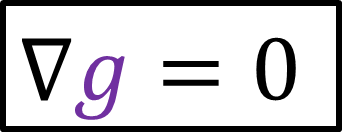 ∇g = 0